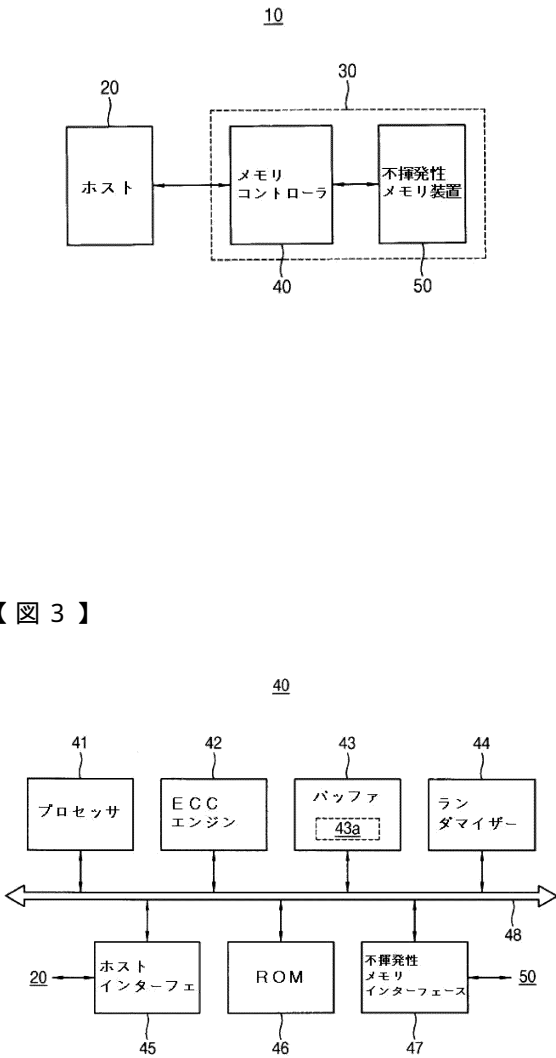 10
20
30
ホスト
メモリ
コントローラ
不揮発性
メモリ装置
40
50
【図3】
40
41
42
43
44
プロセッサ
ECC
エンジン
バッファ
43a
ラン
ダマイザー
48
20
ホスト
インターフェ
ROM
不揮発性
メモリ
インターフェース
50
45
46
47